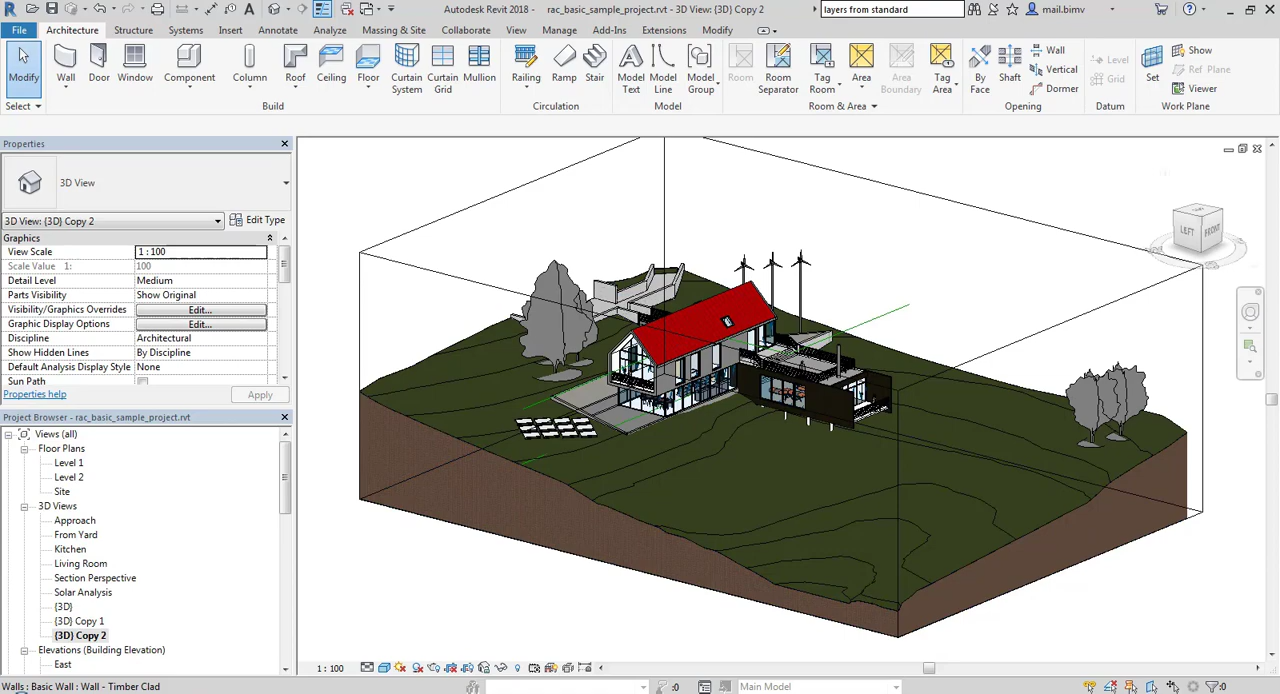 Autodesk Revit 2018 - rac_basic_sample_project.rvt - 3D View: {3D} Copy 2
layers from standard
mail.bimv
File Architecture Structure Systems Insert Annotate Analyze Massing & Site Collaborate View Manage Add-Ins Extensions Modify
Modify Wall Door Window Component Column Roof Ceiling Floor Curtain System Curtain Grid Mullion Railing Ramp Stair Model Text Model Line Model Group Room Room Separator Tag Room Area Area Boundary Tag Area By Face Shaft Wall Vertical Dormer Level Grid Set Show Ref Plane Viewer
Select Build Circulation Model Room & Area Opening Datum Work Plane
Properties
3D View
3D View: {3D} Copy 2 Edit Type
Graphics
View Scale 1 : 100
Scale Value 1: 100
Detail Level Medium
Parts Visibility Show Original
Visibility/Graphics Overrides Edit...
Graphic Display Options Edit...
Discipline Architectural
Show Hidden Lines By Discipline
Default Analysis Display Style None
Sun Path
Properties help Apply
Project Browser - rac_basic_sample_project.rvt
Views (all)
Floor Plans
Level 1
Level 2
Site
3D Views
Approach
From Yard
Kitchen
Living Room
Section Perspective
Solar Analysis
{3D}
{3D} Copy 1
{3D} Copy 2
Elevations (Building Elevation)
East
LEFT FRONT
1 : 100
Walls : Basic Wall : Wall - Timber Clad
:0 Main Model :0